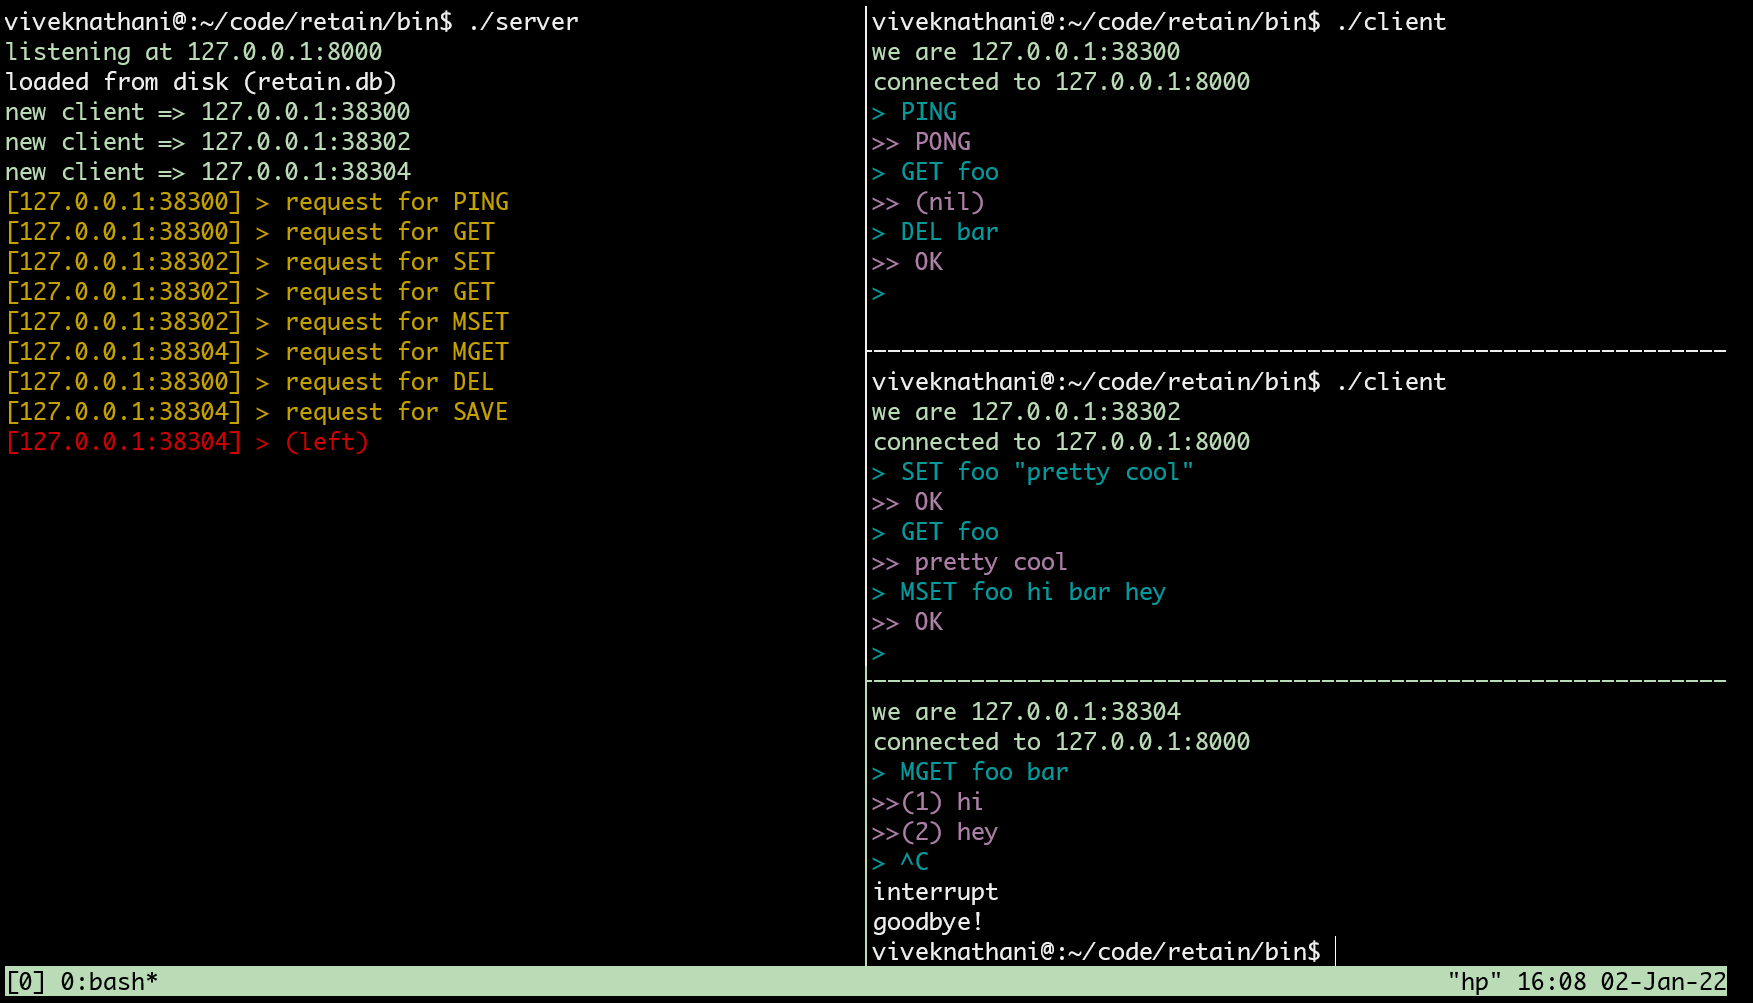 viveknathani@:~/code/retain/bin$ ./server
listening at 127.0.0.1:8000
loaded from disk (retain.db)
new client => 127.0.0.1:38300
new client => 127.0.0.1:38302
new client => 127.0.0.1:38304
[127.0.0.1:38300] > request for PING
[127.0.0.1:38300] > request for GET
[127.0.0.1:38302] > request for SET
[127.0.0.1:38302] > request for GET
[127.0.0.1:38302] > request for MSET
[127.0.0.1:38304] > request for MGET
[127.0.0.1:38300] > request for DEL
[127.0.0.1:38304] > request for SAVE
[127.0.0.1:38304] > (left)
viveknathani@:~/code/retain/bin$ ./client
we are 127.0.0.1:38300
connected to 127.0.0.1:8000
> PING
>> PONG
> GET foo
>> (nil)
> DEL bar
>> OK
>
viveknathani@:~/code/retain/bin$ ./client
we are 127.0.0.1:38302
connected to 127.0.0.1:8000
> SET foo "pretty cool"
>> OK
> GET foo
>> pretty cool
> MSET foo hi bar hey
>> OK
>
we are 127.0.0.1:38304
connected to 127.0.0.1:8000
> MGET foo bar
>>(1) hi
>>(2) hey
> ^C
interrupt
goodbye!
viveknathani@:~/code/retain/bin$
[0] 0:bash* "hp" 16:08 02-Jan-22